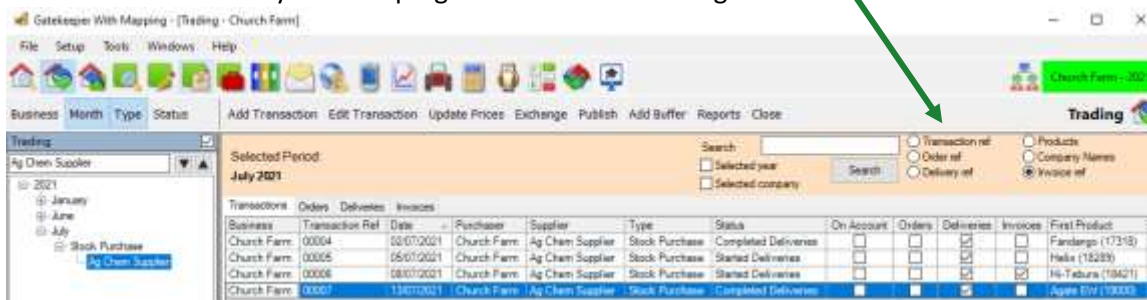 Gatekeeper With Mapping - [Trading - Church Farm]
File Setup Tools Windows Help
Church Farm - 202
Business Month Type Status Add Transaction Edit Transaction Update Prices Exchange Publish Add Buffer Reports Close Trading
Trading
Ag Chem Supplier
2021
January
June
July
Stock Purchase
Ag Chem Supplier
Selected Period:
July 2021
Search
Selected year
Selected company
Search
Transaction ref
Order ref
Delivery ref
Products
Company Names
Invoice ref
Transactions Orders Deliveries Invoices
Business Transaction Ref Date Purchaser Supplier Type Status On Account Orders Deliveries Invoices First Product
Church Farm 00004 02/07/2021 Church Farm Ag Chem Supplier Stock Purchase Completed Deliveries Fandango (17318)
Church Farm 00005 05/07/2021 Church Farm Ag Chem Supplier Stock Purchase Started Deliveries Helix (18289)
Church Farm 00006 08/07/2021 Church Farm Ag Chem Supplier Stock Purchase Started Deliveries Hi-Tebura (18421)
Church Farm 00007 13/07/2021 Church Farm Ag Chem Supplier Stock Purchase Completed Deliveries